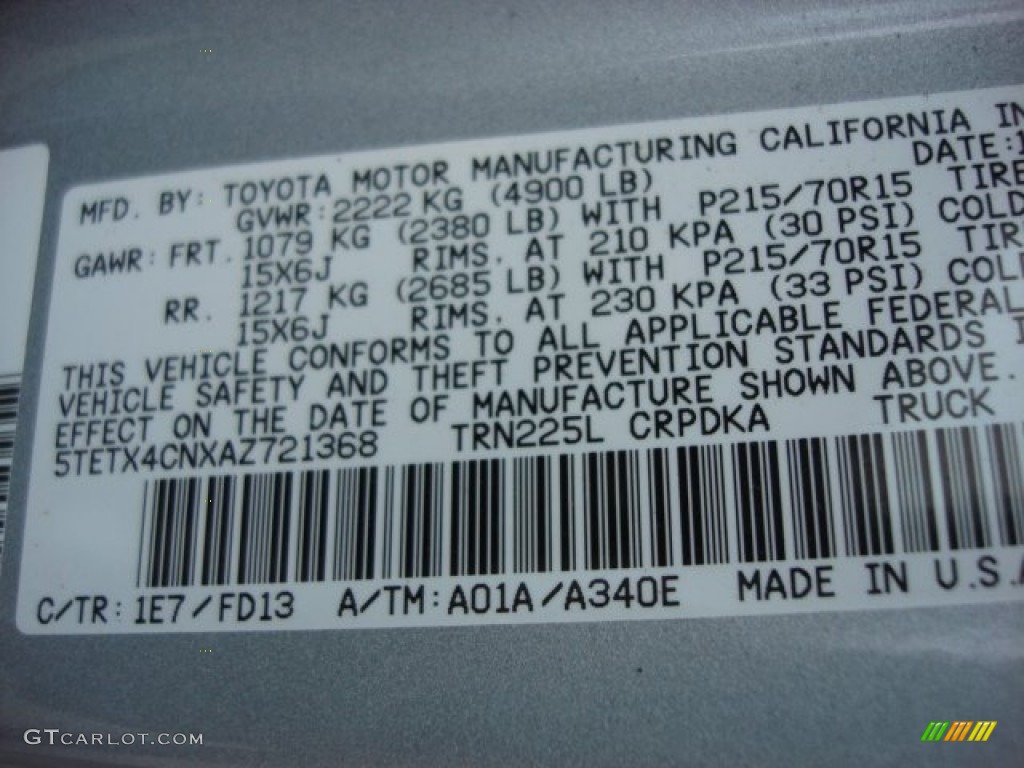 MFD. BY: TOYOTA MOTOR MANUFACTURING CALIFORNIA IN
GVWR: 2222 KG (4900 LB) DATE:1
GAWR: FRT. 1079 KG (2380 LB) WITH P215/70R15 TIRE
15X6J RIMS. AT 210 KPA (30 PSI) COLD
RR. 1217 KG (2685 LB) WITH P215/70R15 TIR
15X6J RIMS. AT 230 KPA (33 PSI) COL
THIS VEHICLE CONFORMS TO ALL APPLICABLE FEDERAL
VEHICLE SAFETY AND THEFT PREVENTION STANDARDS I
EFFECT ON THE DATE OF MANUFACTURE SHOWN ABOVE.
5TETX4CNXAZ721368 TRN225L CRPDKA TRUCK
C/TR: 1E7/FD13 A/TM: A01A/A340E MADE IN U.S.A
GTCARLOT.COM